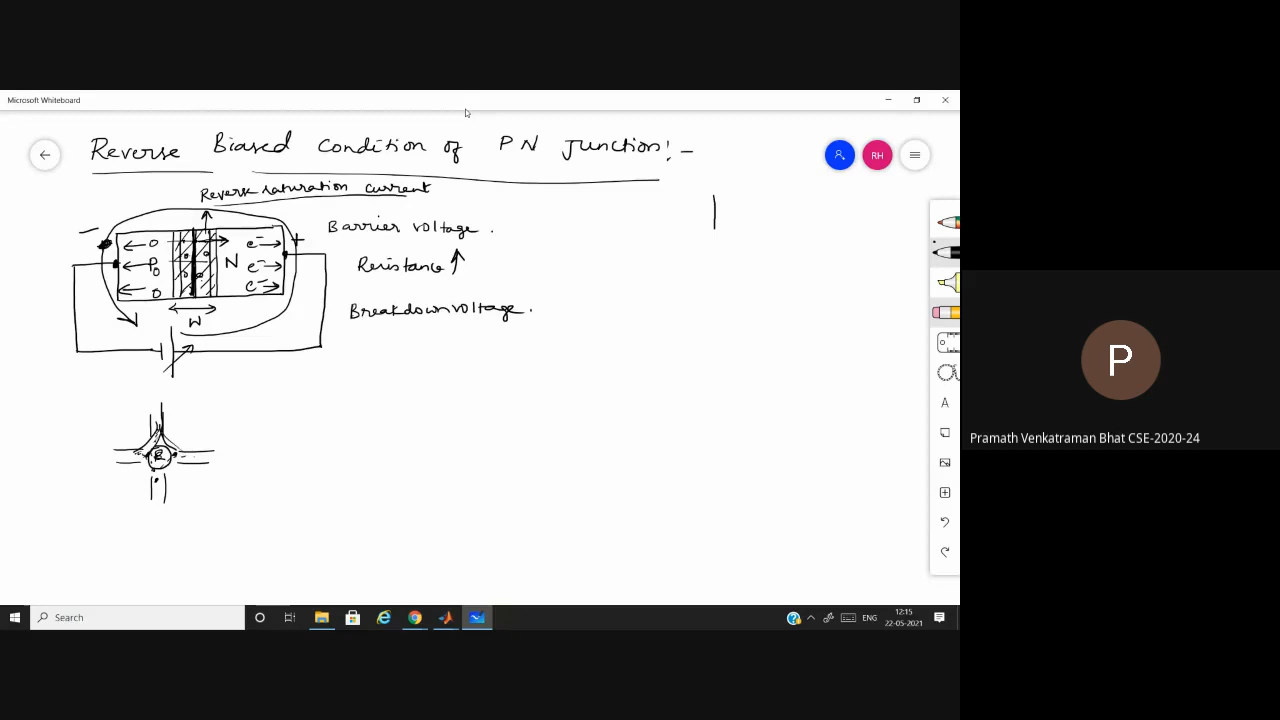 Microsoft Whiteboard
Reverse Biased Condition of PN Junction:-
RH
Reverse saturation current
Barrier voltage.
- +
o e-
Po N e-
o e-
Resistance ↑
W
Breakdown voltage.
R
A
Pramath Venkatraman Bhat CSE-2020-24
P
Search
ENG
12:15
22-05-2021